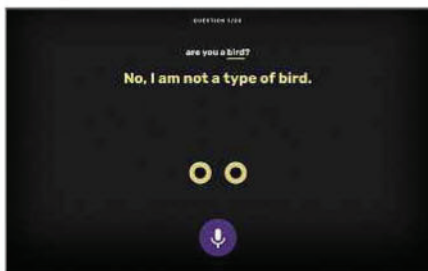 QUESTION 1/20
are you a bird?
No, I am not a type of bird.